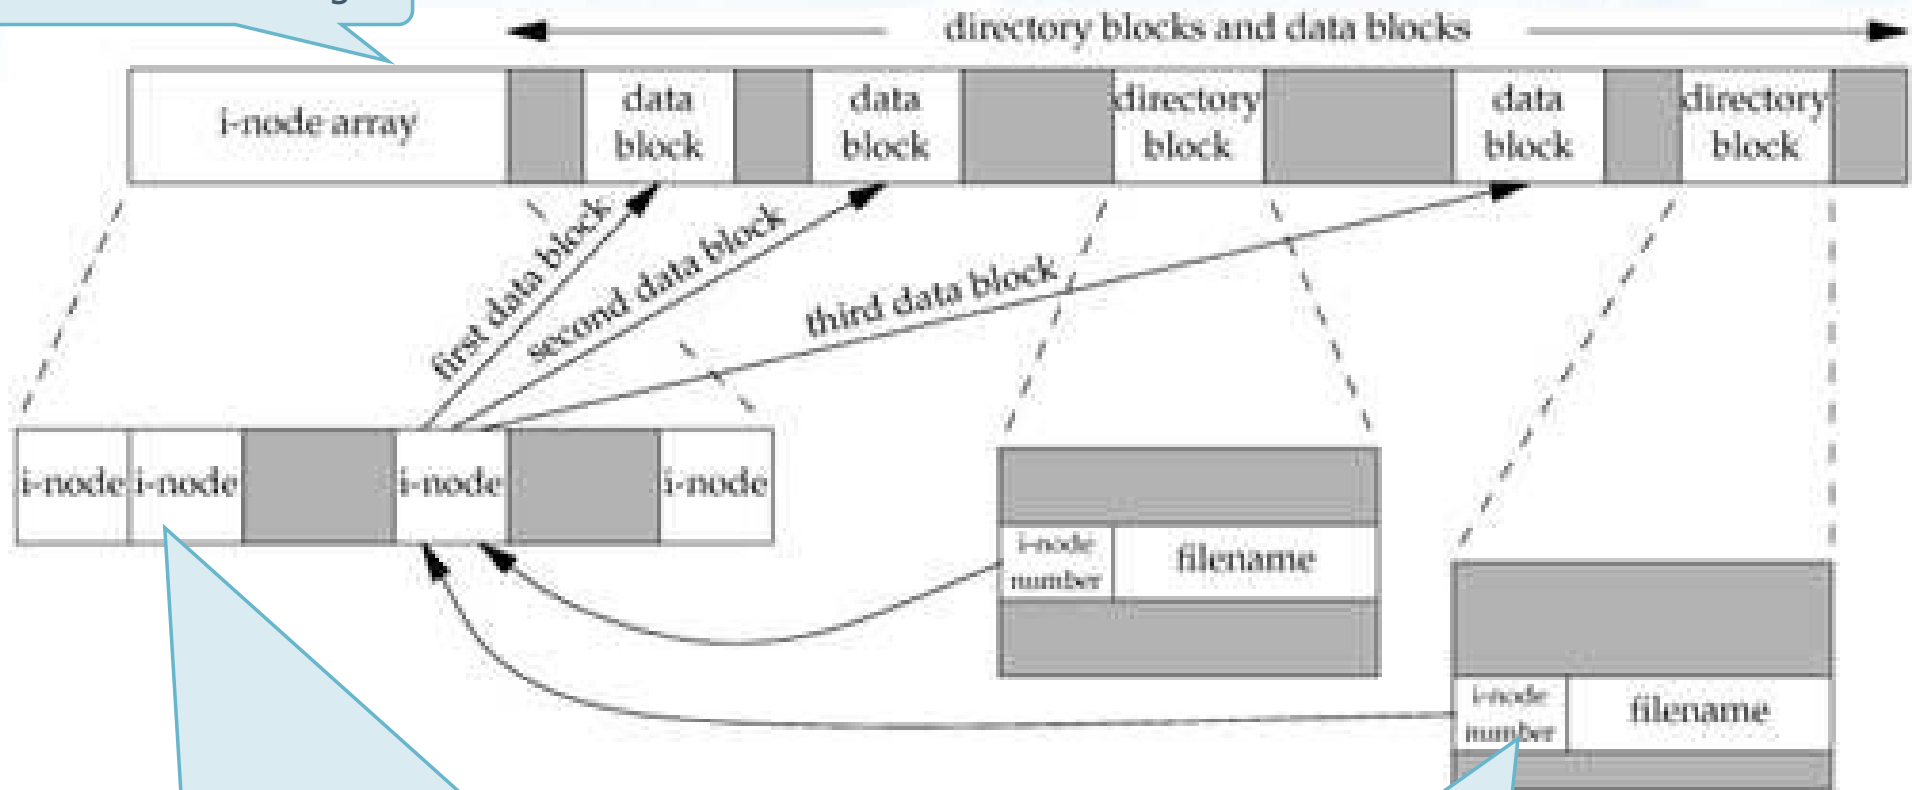 directory blocks and data blocks
i-node array
data
block
data
block
directory
block
data
block
directory
block
first data block
second data block
third data block
i-node
i-node
i-node
i-node
i-node
number
filename
i-node
number
filename